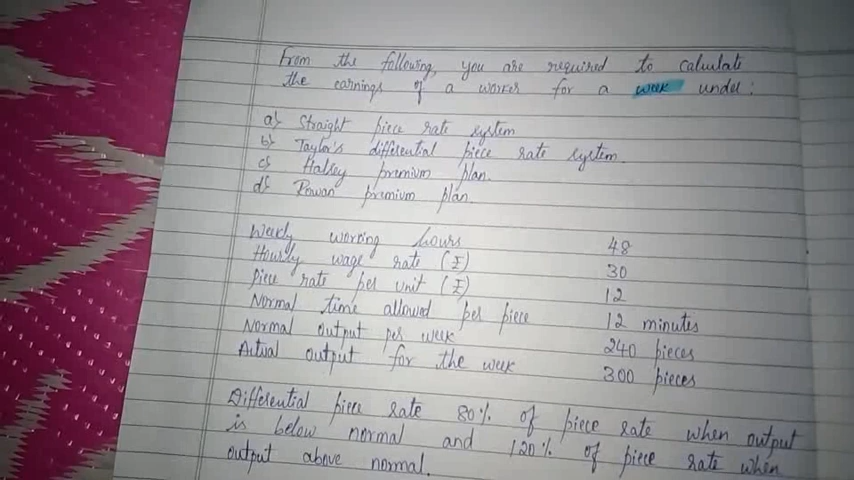 From the following, you are required to calculate
the earnings of a worker for a week under:
a) Straight piece rate system
b) Taylor's differential piece rate system.
c) Halsey premium plan.
d) Rowan premium plan.
Weekly working hours 48
Hourly wage rate (₹) 30
Piece rate per unit (₹) 12
Normal time allowed per piece 12 minutes
Normal output per week 240 pieces
Actual output for the week 300 pieces
Differential piece rate 80% of piece rate when output
is below normal and 120% of piece rate when
output above normal.